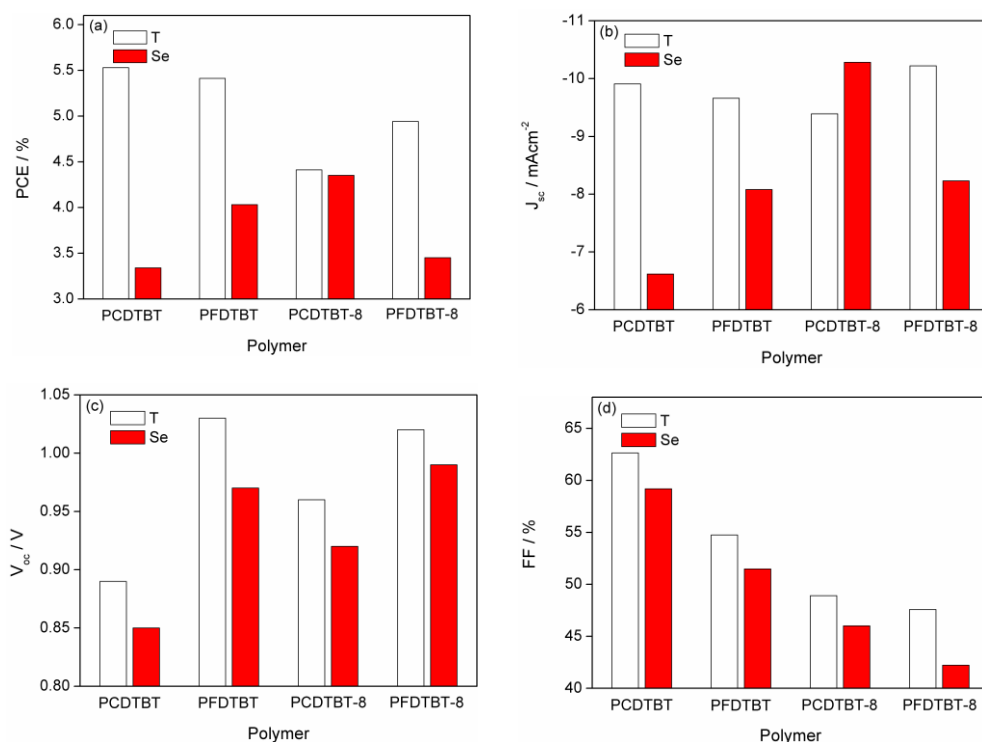 (a)
T
Se
6.0
5.5
5.0
4.5
4.0
3.5
3.0
PCE / %
PCDTBT PFDTBT PCDTBT-8 PFDTBT-8
Polymer
(b)
T
Se
-11
-10
-9
-8
-7
-6
Jsc / mAcm-2
PCDTBT PFDTBT PCDTBT-8 PFDTBT-8
Polymer
(c)
T
Se
1.05
1.00
0.95
0.90
0.85
0.80
Voc / V
PCDTBT PFDTBT PCDTBT-8 PFDTBT-8
Polymer
(d)
T
Se
65
60
55
50
45
40
FF / %
PCDTBT PFDTBT PCDTBT-8 PFDTBT-8
Polymer